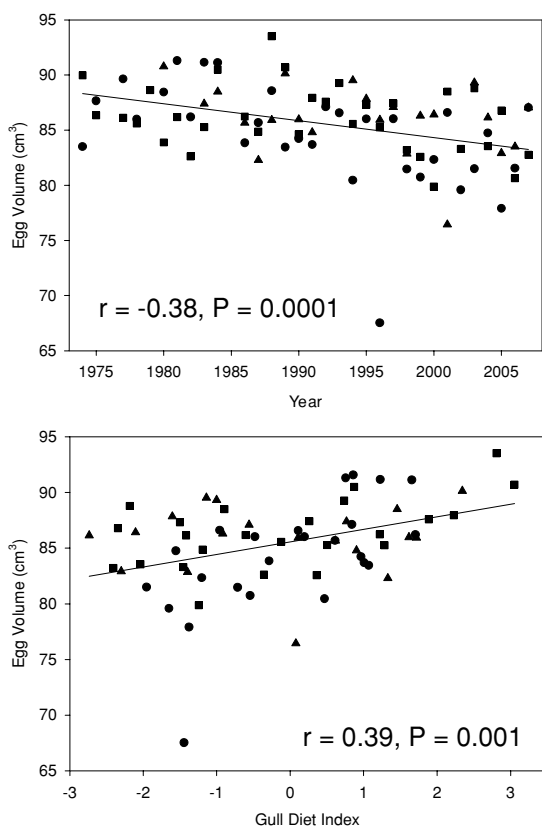 95
90
85
80
75
70
65
Egg Volume (cm³)
r = -0.38, P = 0.0001
1975 1980 1985 1990 1995 2000 2005
Year
95
90
85
80
75
70
65
Egg Volume (cm³)
r = 0.39, P = 0.001
-3 -2 -1 0 1 2 3
Gull Diet Index